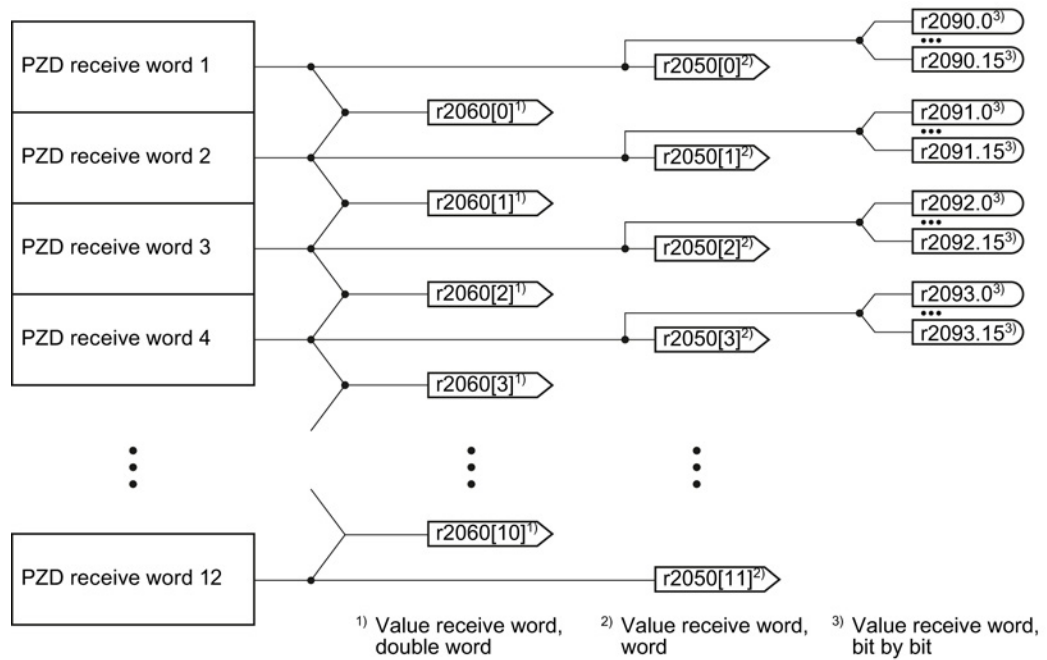 r2090.0³⁾
PZD receive word 1
•••
r2050[0]²⁾
r2090.15³⁾
r2060[0]¹⁾
r2091.0³⁾
PZD receive word 2
•••
r2050[1]²⁾
r2091.15³⁾
r2060[1]¹⁾
r2092.0³⁾
PZD receive word 3
•••
r2050[2]²⁾
r2092.15³⁾
r2060[2]¹⁾
r2093.0³⁾
PZD receive word 4
•••
r2050[3]²⁾
r2093.15³⁾
r2060[3]¹⁾
r2060[10]¹⁾
PZD receive word 12
r2050[11]²⁾
¹⁾ Value receive word,
double word
²⁾ Value receive word,
word
³⁾ Value receive word,
bit by bit